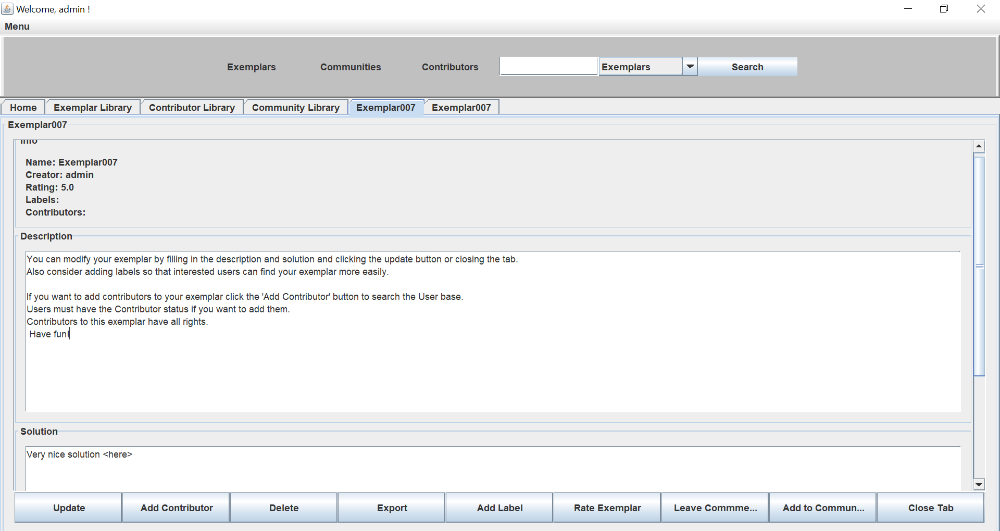 Welcome, admin !
Menu
Exemplars Communities Contributors Exemplars Search
Home Exemplar Library Contributor Library Community Library Exemplar007 Exemplar007
Exemplar007
Info
Name: Exemplar007
Creator: admin
Rating: 5.0
Labels:
Contributors:
Description
You can modify your exemplar by filling in the description and solution and clicking the update button or closing the tab.
Also consider adding labels so that interested users can find your exemplar more easily.
If you want to add contributors to your exemplar click the 'Add Contributor' button to search the User base.
Users must have the Contributor status if you want to add them.
Contributors to this exemplar have all rights.
Have fun!
Solution
Very nice solution <here>
Update Add Contributor Delete Export Add Label Rate Exemplar Leave Commme... Add to Commun... Close Tab